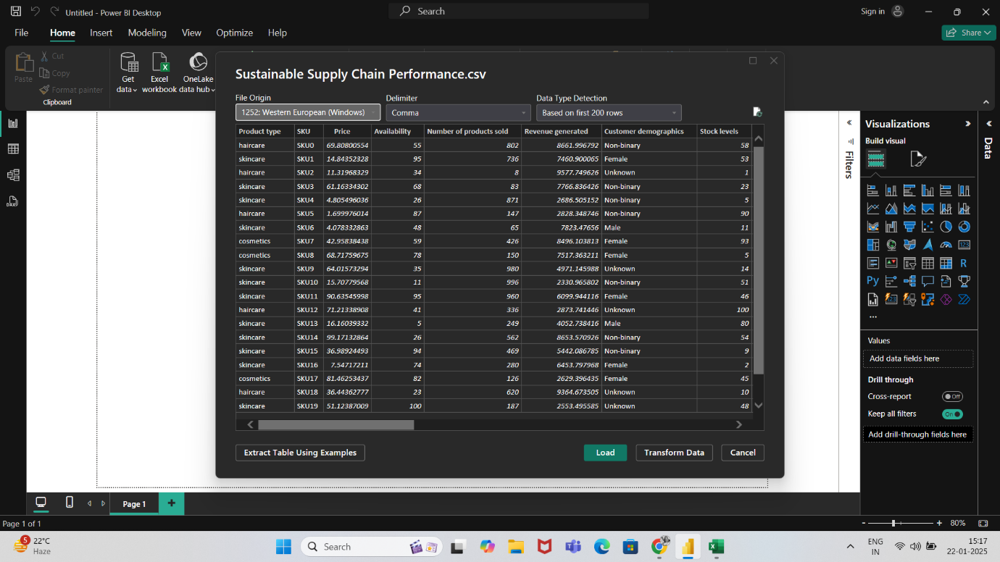 Untitled - Power BI Desktop
Search
Sign in
File Home Insert Modeling View Optimize Help
Share
Paste
Cut
Copy
Format painter
Clipboard
Get data
Excel workbook
OneLake data hub
Sustainable Supply Chain Performance.csv
File Origin Delimiter Data Type Detection
1252: Western European (Windows) Comma Based on first 200 rows
Product type SKU Price Availability Number of products sold Revenue generated Customer demographics Stock levels
haircare SKU0 69.80800554 55 802 8661.996792 Non-binary 58
skincare SKU1 14.84352328 95 736 7460.900065 Female 53
haircare SKU2 11.31968329 34 8 9577.749626 Unknown 1
skincare SKU3 61.16334302 68 83 7766.836426 Non-binary 23
skincare SKU4 4.805496036 26 871 2686.505152 Non-binary 5
haircare SKU5 1.699976014 87 147 2828.348746 Non-binary 90
skincare SKU6 4.078332863 48 65 7823.47656 Male 11
cosmetics SKU7 42.95838438 59 426 8496.103813 Female 93
cosmetics SKU8 68.71759675 78 150 7517.363211 Female 5
skincare SKU9 64.01573294 35 980 4971.145988 Unknown 14
skincare SKU10 15.70779568 11 996 2330.965802 Non-binary 51
skincare SKU11 90.63545998 95 960 6099.944116 Female 46
haircare SKU12 71.21338908 41 336 2873.741446 Unknown 100
skincare SKU13 16.16039332 5 249 4052.738416 Male 80
skincare SKU14 99.17132864 26 562 8653.570926 Non-binary 54
skincare SKU15 36.98924493 94 469 5442.086785 Non-binary 9
skincare SKU16 7.54717211 74 280 6453.797968 Female 2
cosmetics SKU17 81.46253437 82 126 2629.396435 Female 45
haircare SKU18 36.44362777 23 620 9364.673505 Unknown 10
skincare SKU19 51.12387009 100 187 2553.495585 Unknown 48
Extract Table Using Examples
Load
Transform Data
Cancel
Filters
Visualizations
Build visual
123
R
Py
...
Values
Add data fields here
Drill through
Cross-report
Off
Keep all filters
On
Add drill-through fields here
Data
DAX
Page 1
+
Page 1 of 1
- + 80%
5
22°C
Haze
Search
ENG
IN
15:17
22-01-2025